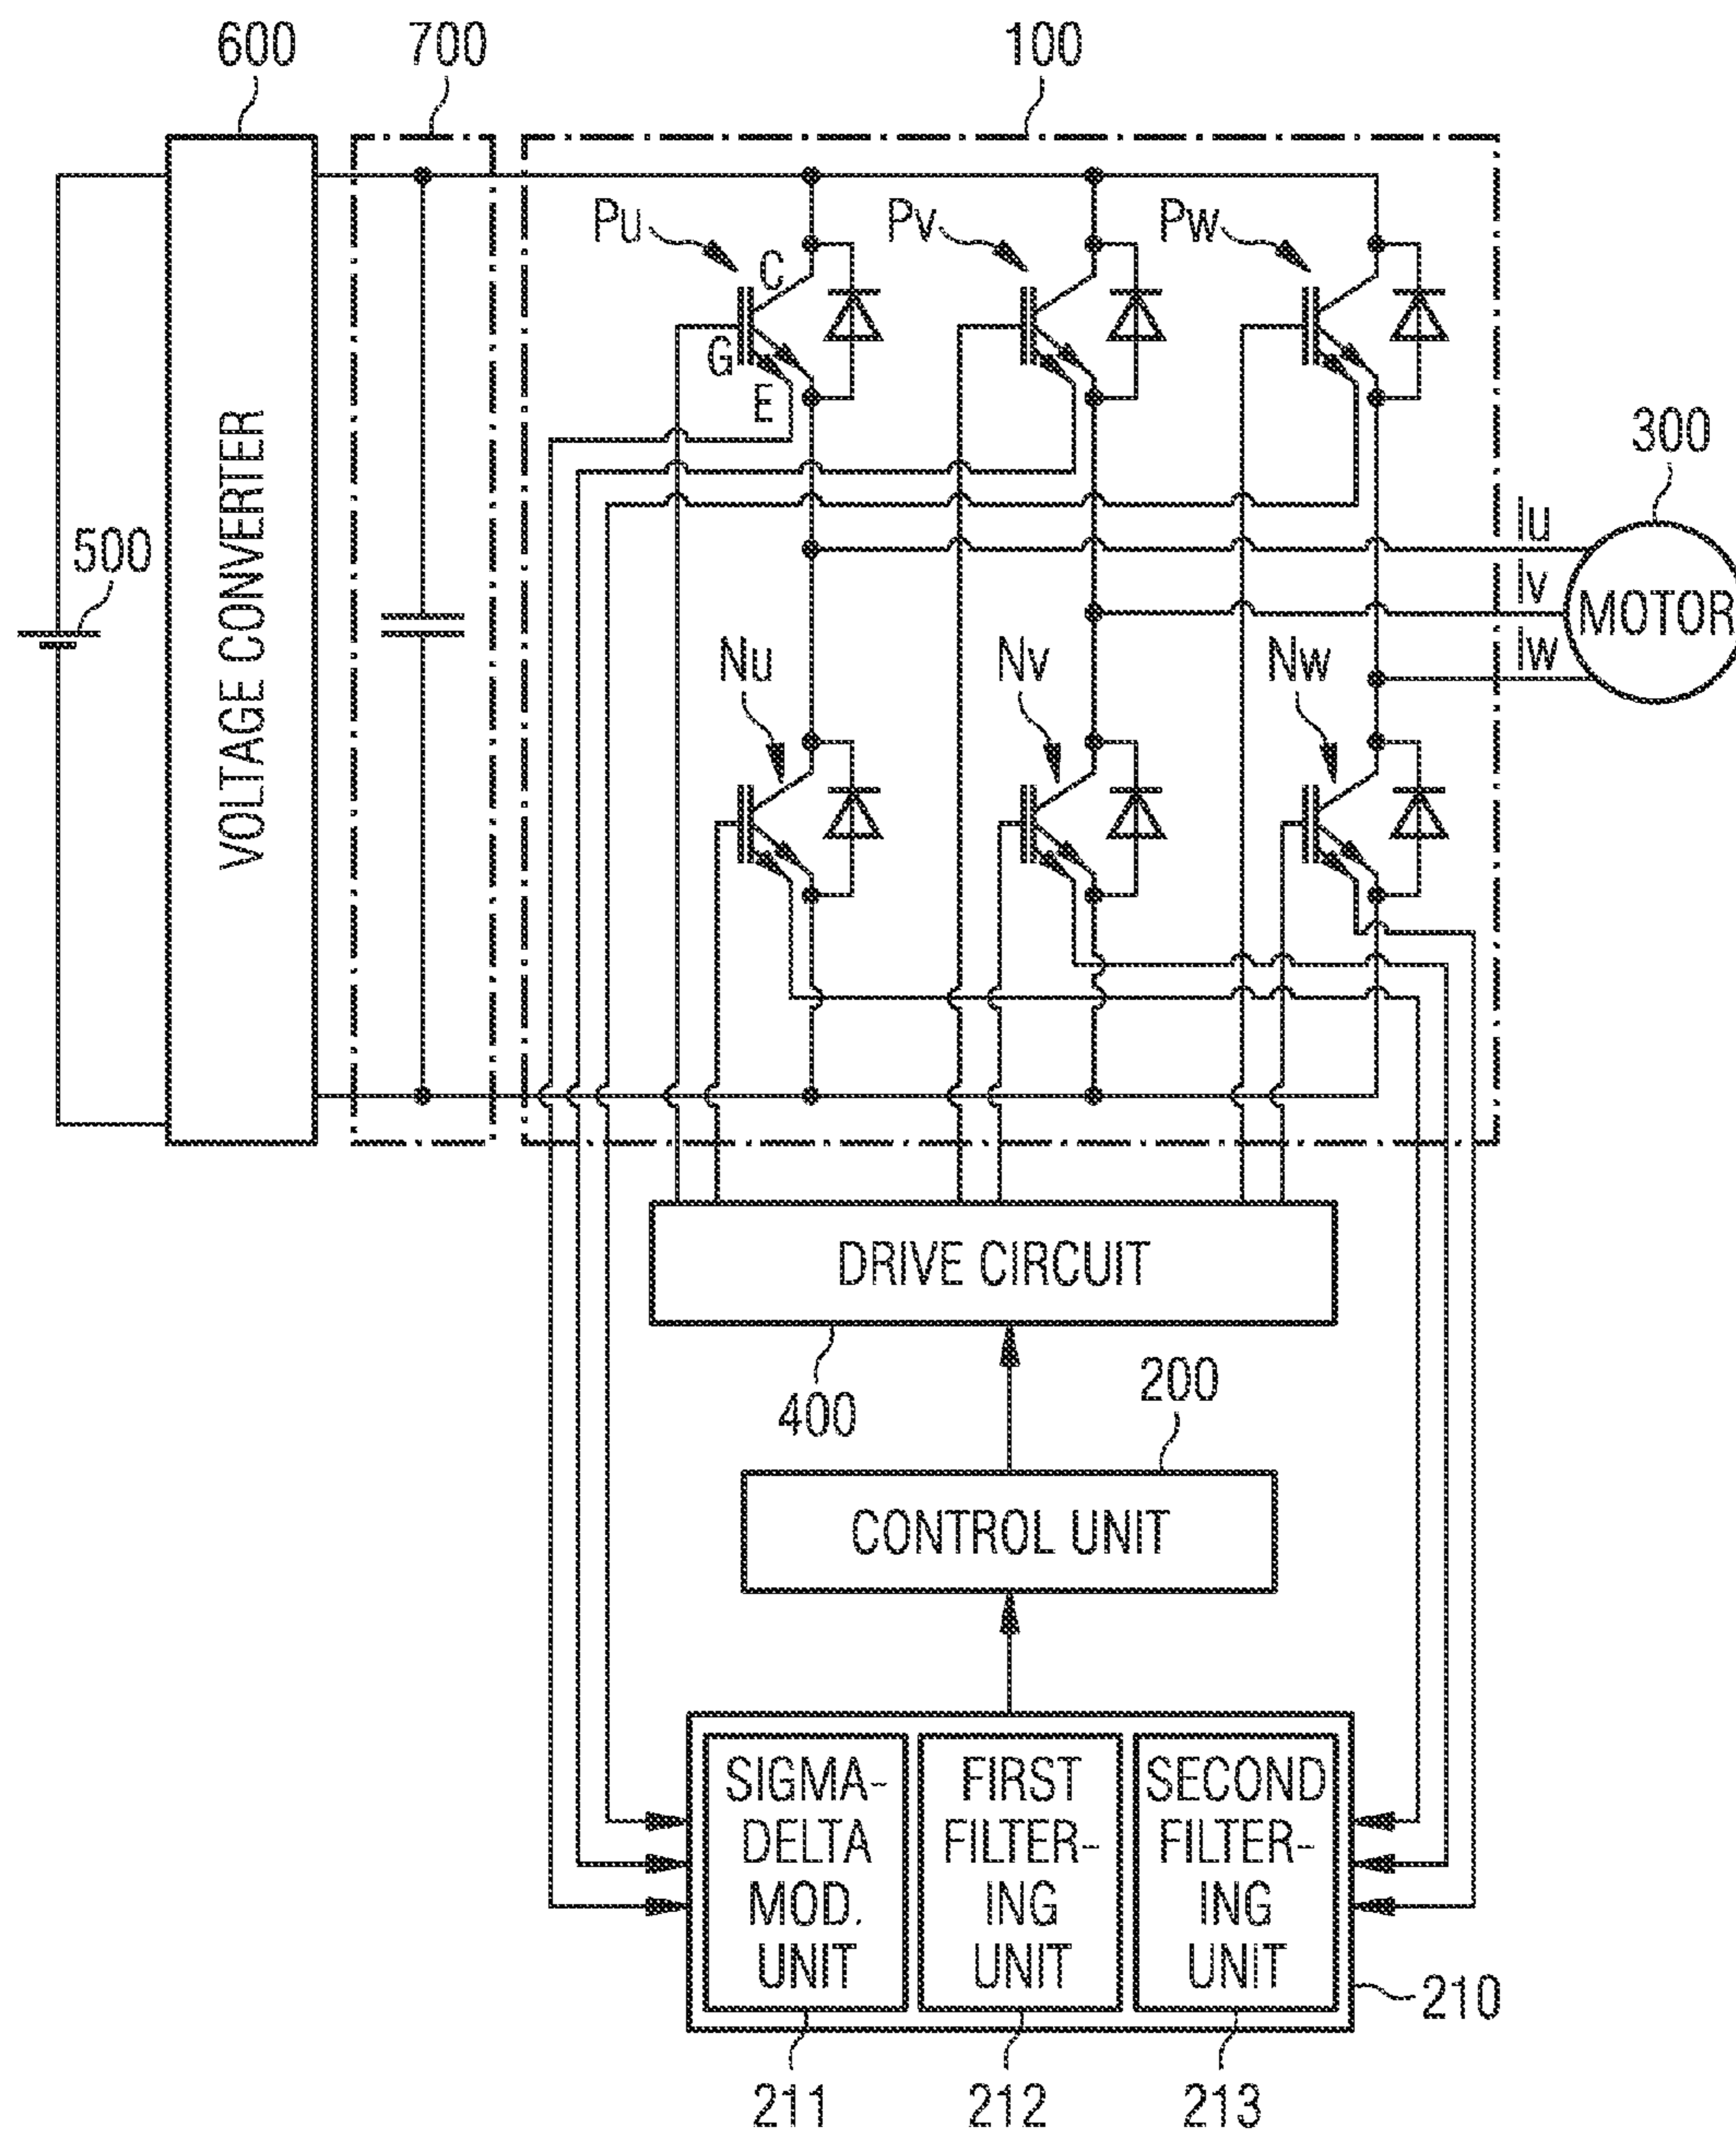 600
700
100
Pu
Pv
Pw
C
G
E
300
500
VOLTAGE CONVERTER
Iu
Iv
Iw
MOTOR
Nu
Nv
Nw
DRIVE CIRCUIT
400
200
CONTROL UNIT
SIGMA-
DELTA
MOD.
UNIT
FIRST
FILTER-
ING
UNIT
SECOND
FILTER-
ING
UNIT
210
211
212
213